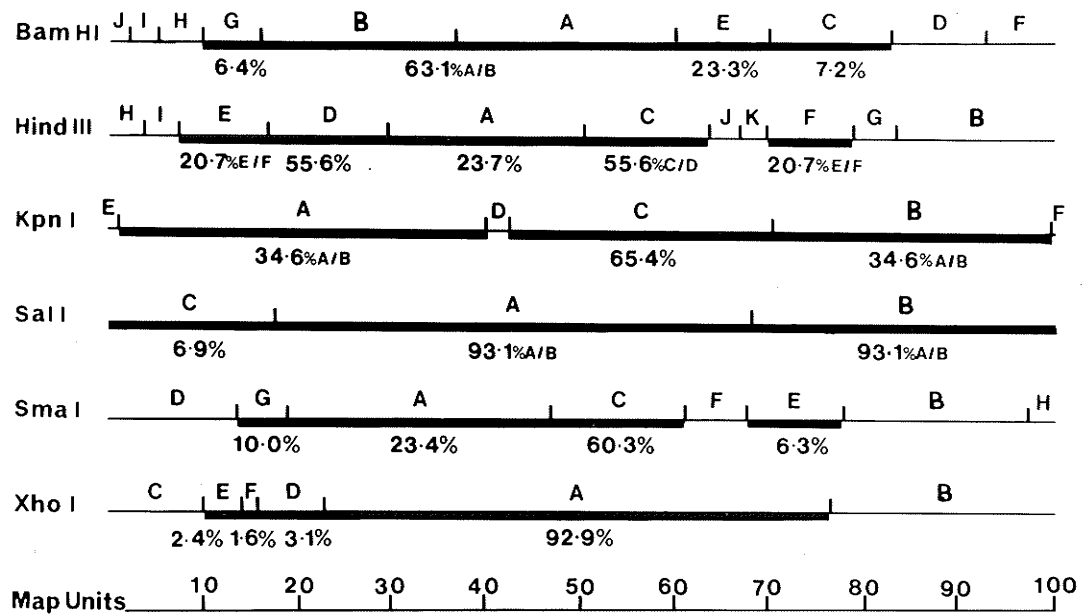 J I H G B A E C D F
Bam HI
6·4% 63·1%A/B 23·3% 7·2%
H I E D A C J K F G B
Hind III
20·7%E/F 55·6% 23·7% 55·6%C/D 20·7%E/F
E A D C B F
Kpn I
34·6%A/B 65·4% 34·6%A/B
C A B
Sal I
6·9% 93·1%A/B 93·1%A/B
D G A C F E B H
Sma I
10·0% 23·4% 60·3% 6·3%
C E F D A B
Xho I
2·4% 1·6% 3·1% 92·9%
10 20 30 40 50 60 70 80 90 100
Map Units